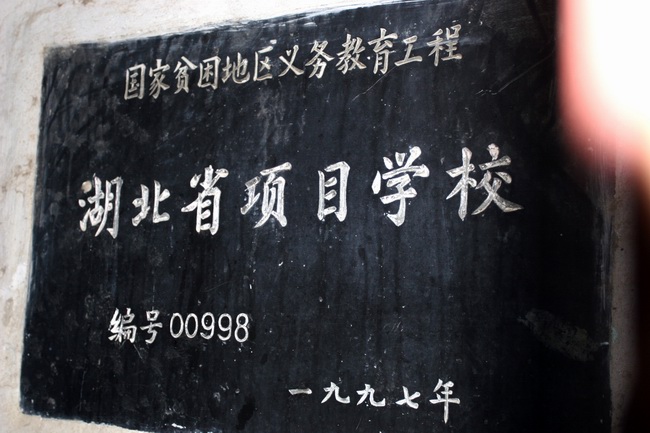 国家贫困地区义务教育工程
湖北省项目学校
编号00998
一九九七年